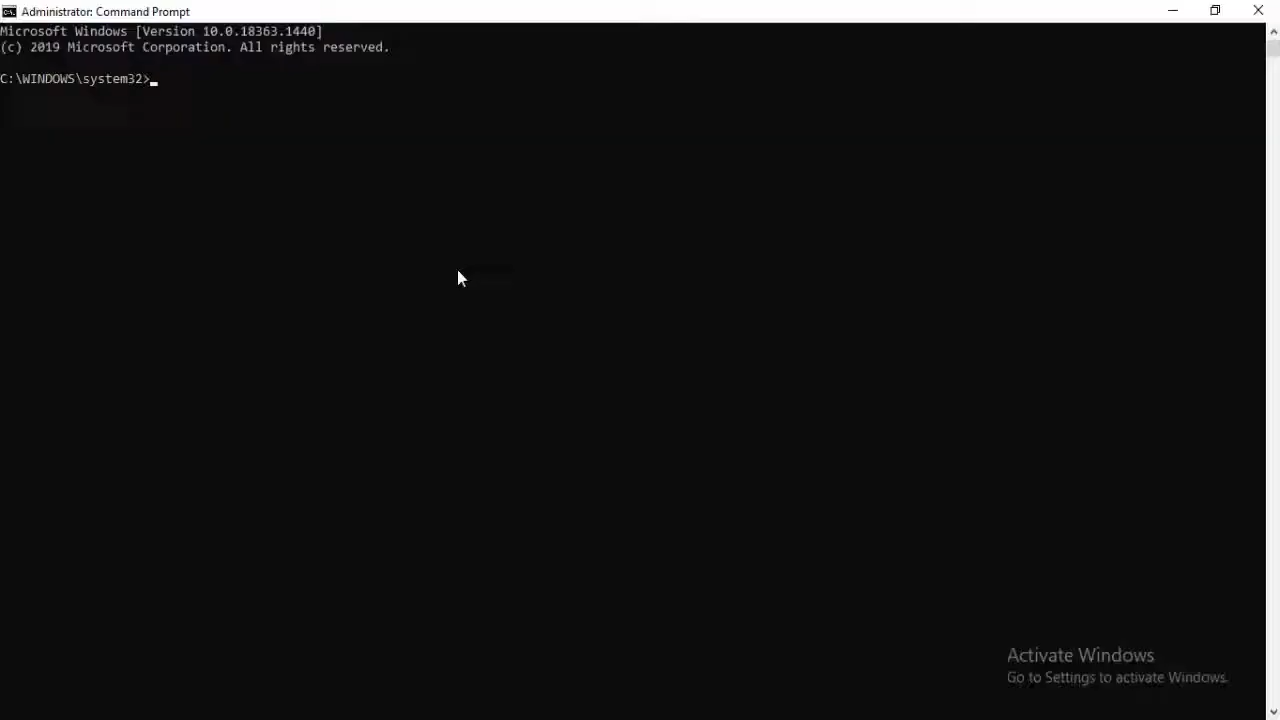 Administrator: Command Prompt
Microsoft Windows [Version 10.0.18363.1440]
(c) 2019 Microsoft Corporation. All rights reserved.
C:\WINDOWS\system32>
Activate Windows
Go to Settings to activate Windows.